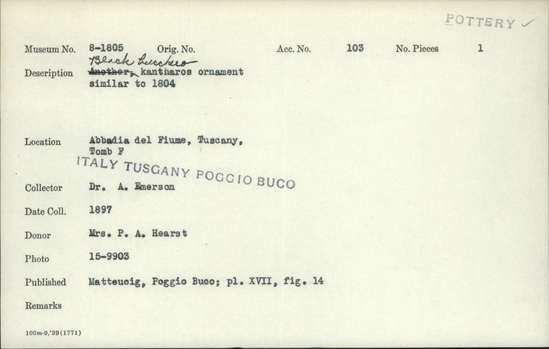 POTTERY ✓
Museum No. 8-1805 Orig. No. Acc. No. 103 No. Pieces 1
Black bucchero
Description Another, kantharos ornament
similar to 1804
Location Abbadia del Fiume, Tuscany,
Tomb F
ITALY TUSCANY POGGIO BUCO
Collector Dr. A. Emerson
Date Coll. 1897
Donor Mrs. P. A. Hearst
Photo 15-9903
Published Matteucig, Poggio Buco; pl. XVII, fig. 14
Remarks
100m-9,'39(1771)